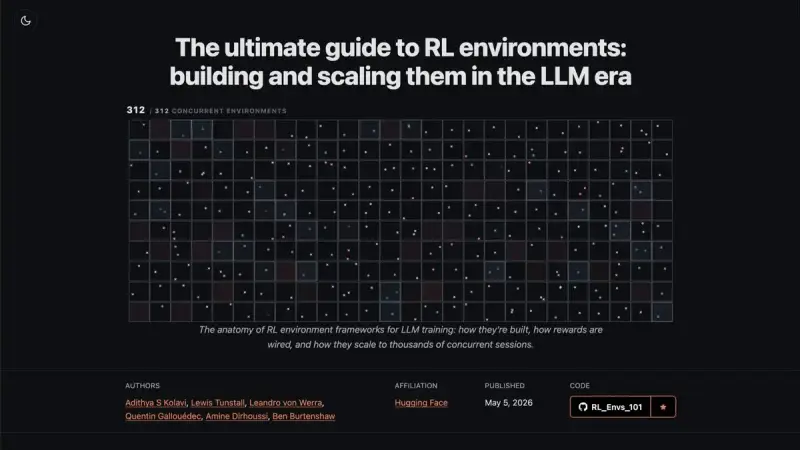 The ultimate guide to RL environments:
building and scaling them in the LLM era
312 / 312 CONCURRENT ENVIRONMENTS
The anatomy of RL environment frameworks for LLM training: how they're built, how rewards are
wired, and how they scale to thousands of concurrent sessions.
AUTHORS
Adithya S Kolavi, Lewis Tunstall, Leandro von Werra,
Quentin Gallouédec, Amine Dirhoussi, Ben Burtenshaw
AFFILIATION
Hugging Face
PUBLISHED
May 5, 2026
CODE
RL_Envs_101